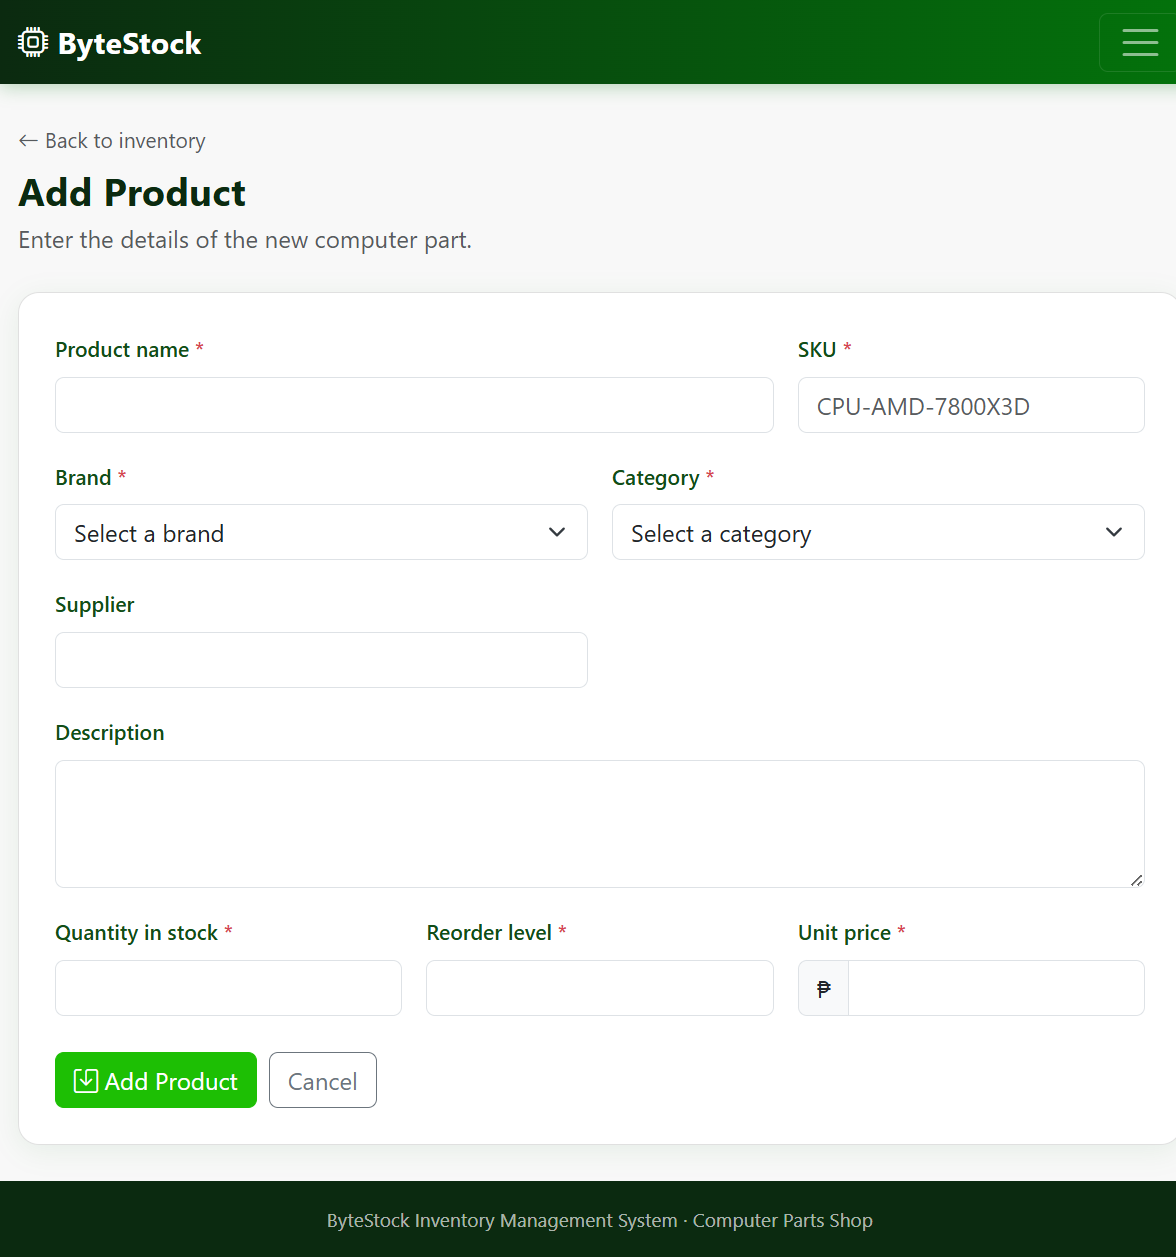 ByteStock
← Back to inventory
Add Product
Enter the details of the new computer part.
Product name * SKU *
CPU-AMD-7800X3D
Brand * Category *
Select a brand Select a category
Supplier
Description
Quantity in stock * Reorder level * Unit price *
₱
Add Product Cancel
ByteStock Inventory Management System · Computer Parts Shop